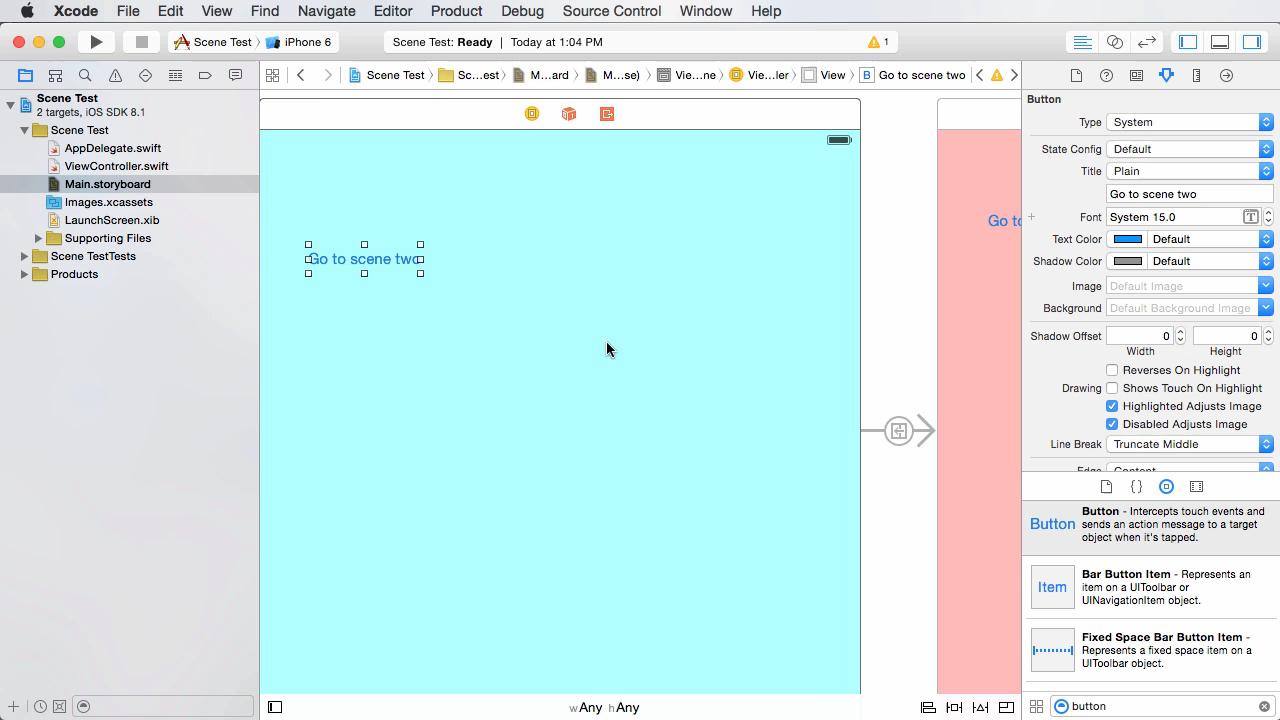 Xcode File Edit View Find Navigate Editor Product Debug Source Control Window Help
Scene Test iPhone 6
Scene Test: Ready | Today at 1:04 PM
1
Scene Test
2 targets, iOS SDK 8.1
Scene Test
AppDelegate.swift
ViewController.swift
Main.storyboard
Images.xcassets
LaunchScreen.xib
Supporting Files
Scene TestTests
Products
Scene Test Sc...est M...ard M...se) Vie...ne Vie...ler View B Go to scene two
Go to scene two
Go to
wAny hAny
Button
Type System
State Config Default
Title Plain
Go to scene two
Font System 15.0 T
Text Color Default
Shadow Color Default
Image Default Image
Background Default Background Image
Shadow Offset 0 0
Width Height
Reverses On Highlight
Drawing Shows Touch On Highlight
Highlighted Adjusts Image
Disabled Adjusts Image
Line Break Truncate Middle
Edge Content
Button
Button - Intercepts touch events and
sends an action message to a target
object when it's tapped.
Item
Bar Button Item - Represents an
item on a UIToolbar or
UINavigationItem object.
Fixed Space Bar Button Item -
Represents a fixed space item on a
UIToolbar object.
button